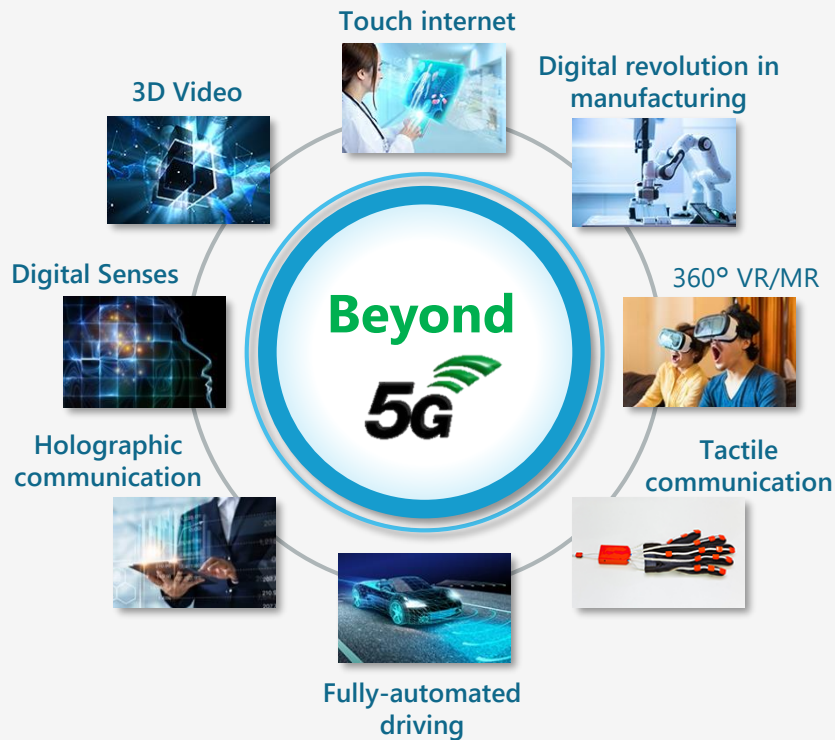 Touch internet
Digital revolution in
manufacturing
3D Video
Digital Senses
360° VR/MR
Beyond
5G
Holographic
communication
Tactile
communication
Fully-automated
driving